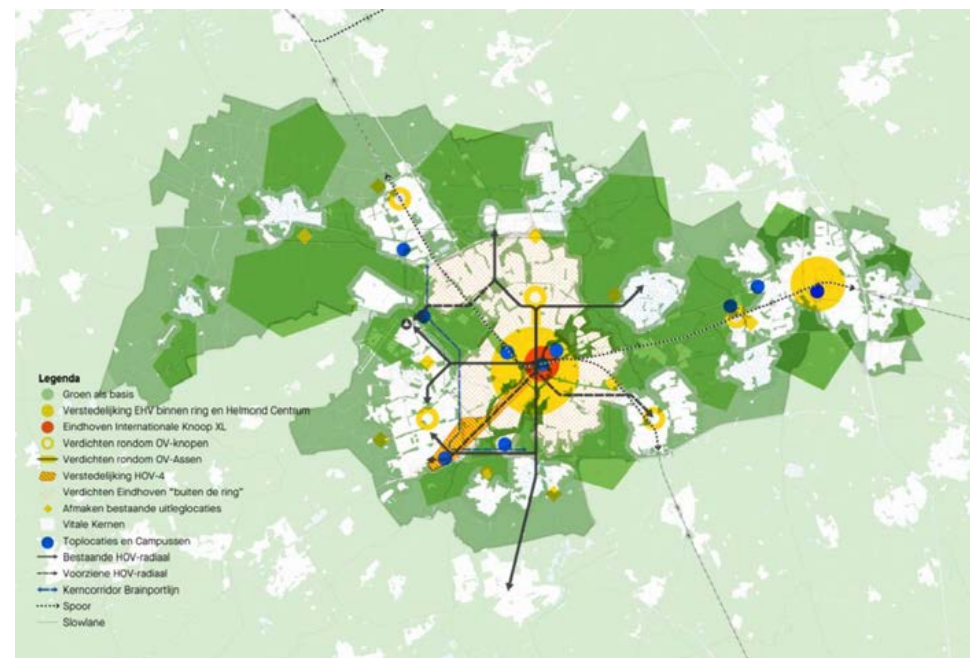 Legenda
Groen als basis
Verstedelijking EHV binnen ring en Helmond Centrum
Eindhoven Internationale Knoop XL
Verdichten rondom OV-knopen
Verdichten rondom OV-Assen
Verstedelijking HOV-4
Verdichten Eindhoven "buiten de ring"
Afmaken bestaande uitleglocaties
Vitale Kernen
Toplocaties en Campussen
Bestaande HOV-radiaal
Voorziene HOV-radiaal
Kerncorridor Brainportlijn
Spoor
Slowlane